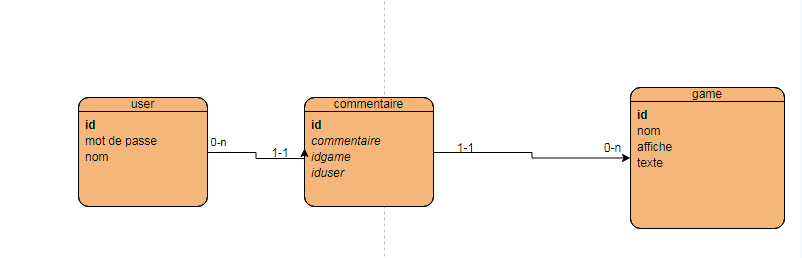 user
id
mot de passe
nom
0-n
1-1
commentaire
id
commentaire
idgame
iduser
1-1
0-n
game
id
nom
affiche
texte